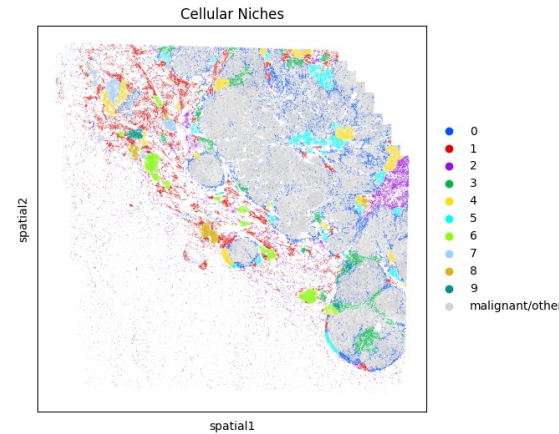 Cellular Niches
spatial2
spatial1
0
1
2
3
4
5
6
7
8
9
malignant/other